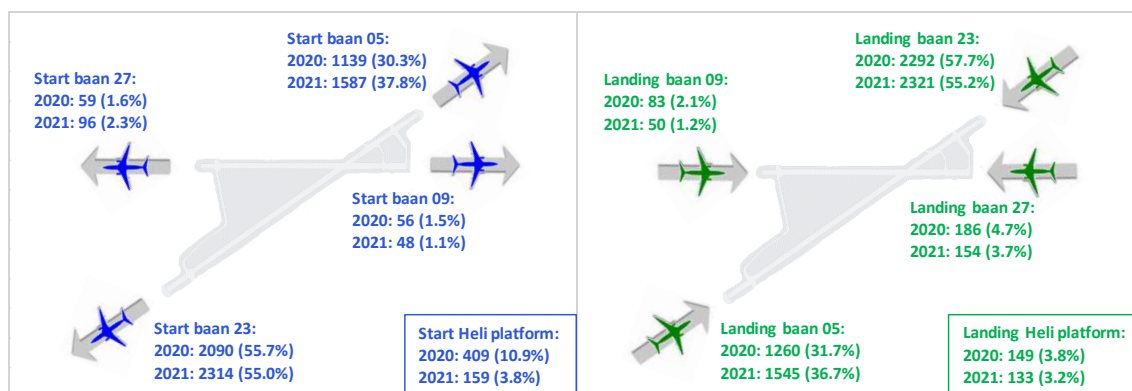 Start baan 05:
2020: 1139 (30.3%)
2021: 1587 (37.8%)
Start baan 27:
2020: 59 (1.6%)
2021: 96 (2.3%)
Start baan 09:
2020: 56 (1.5%)
2021: 48 (1.1%)
Start baan 23:
2020: 2090 (55.7%)
2021: 2314 (55.0%)
Start Heli platform:
2020: 409 (10.9%)
2021: 159 (3.8%)
Landing baan 23:
2020: 2292 (57.7%)
2021: 2321 (55.2%)
Landing baan 09:
2020: 83 (2.1%)
2021: 50 (1.2%)
Landing baan 27:
2020: 186 (4.7%)
2021: 154 (3.7%)
Landing baan 05:
2020: 1260 (31.7%)
2021: 1545 (36.7%)
Landing Heli platform:
2020: 149 (3.8%)
2021: 133 (3.2%)